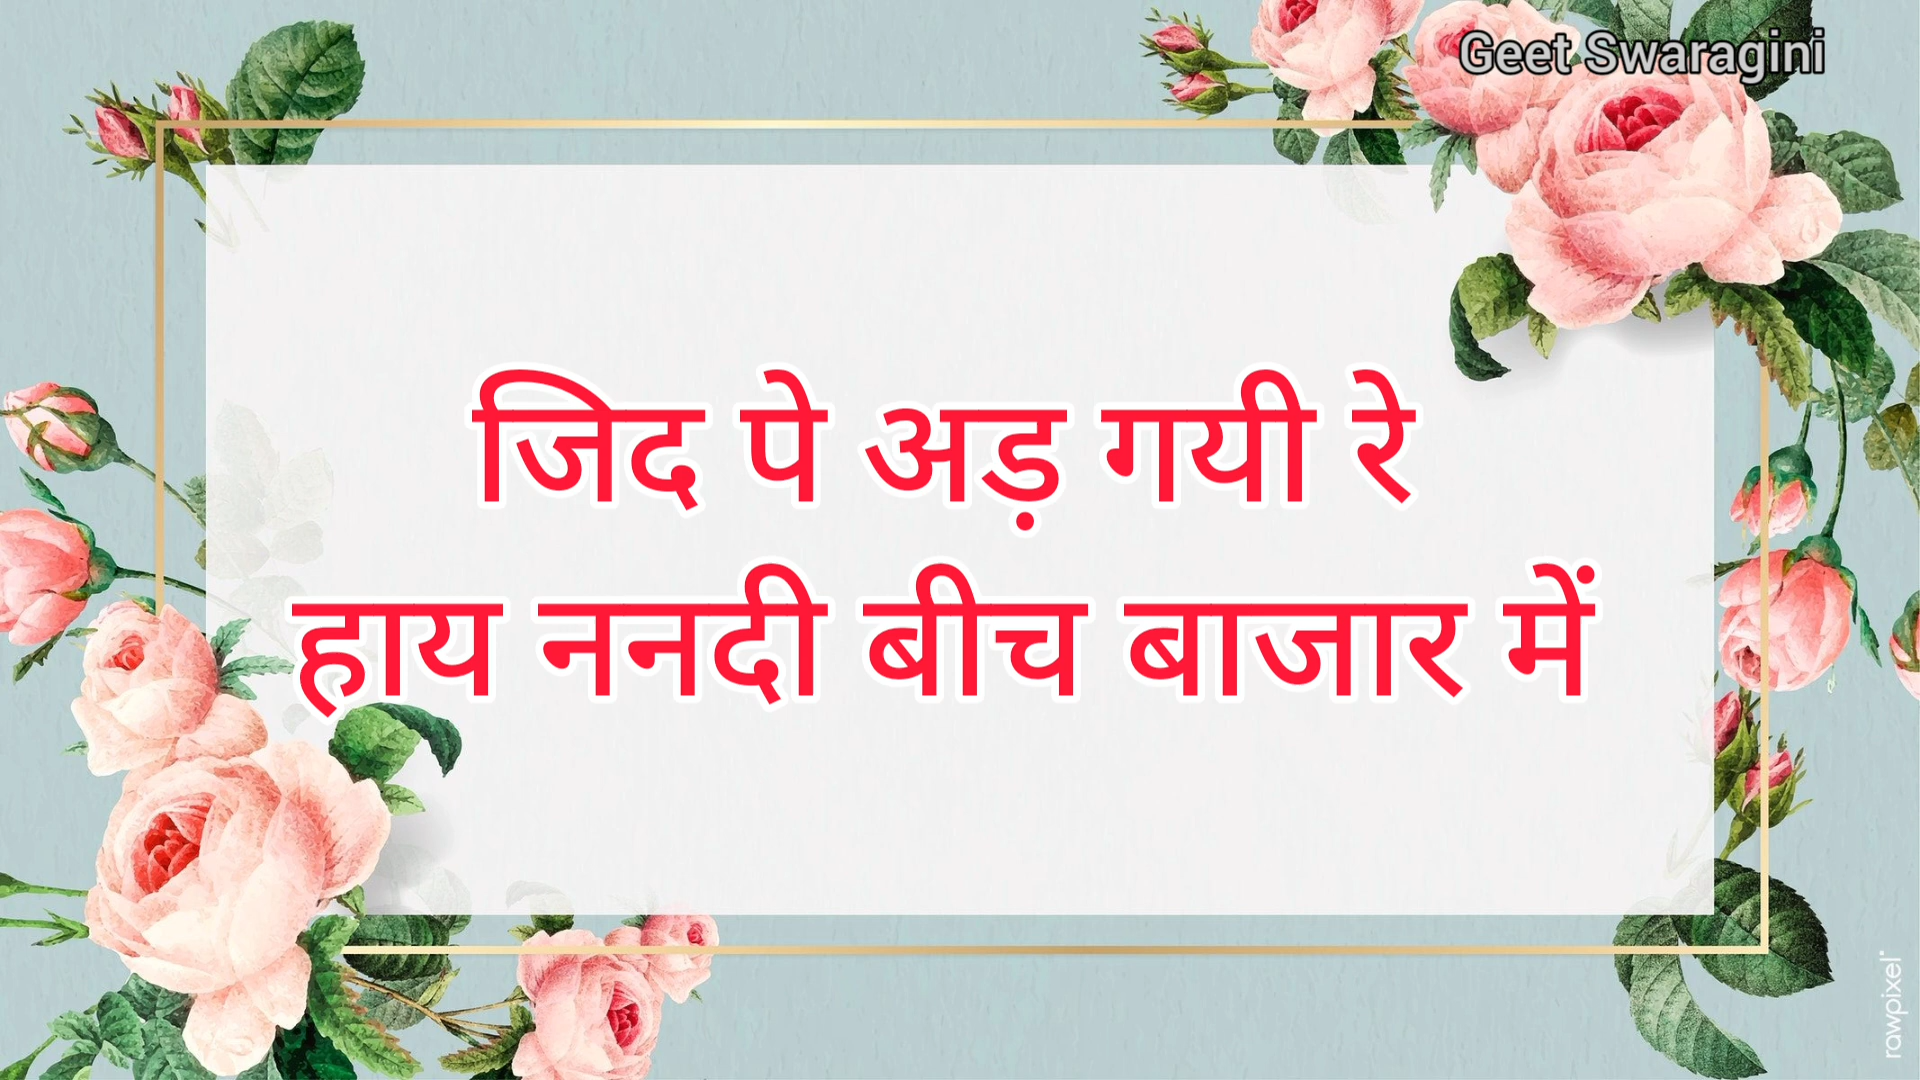 Geet Swaragini
जिद पे अड़ गयी रे
हाय ननदी बीच बाजार में
rawpixel